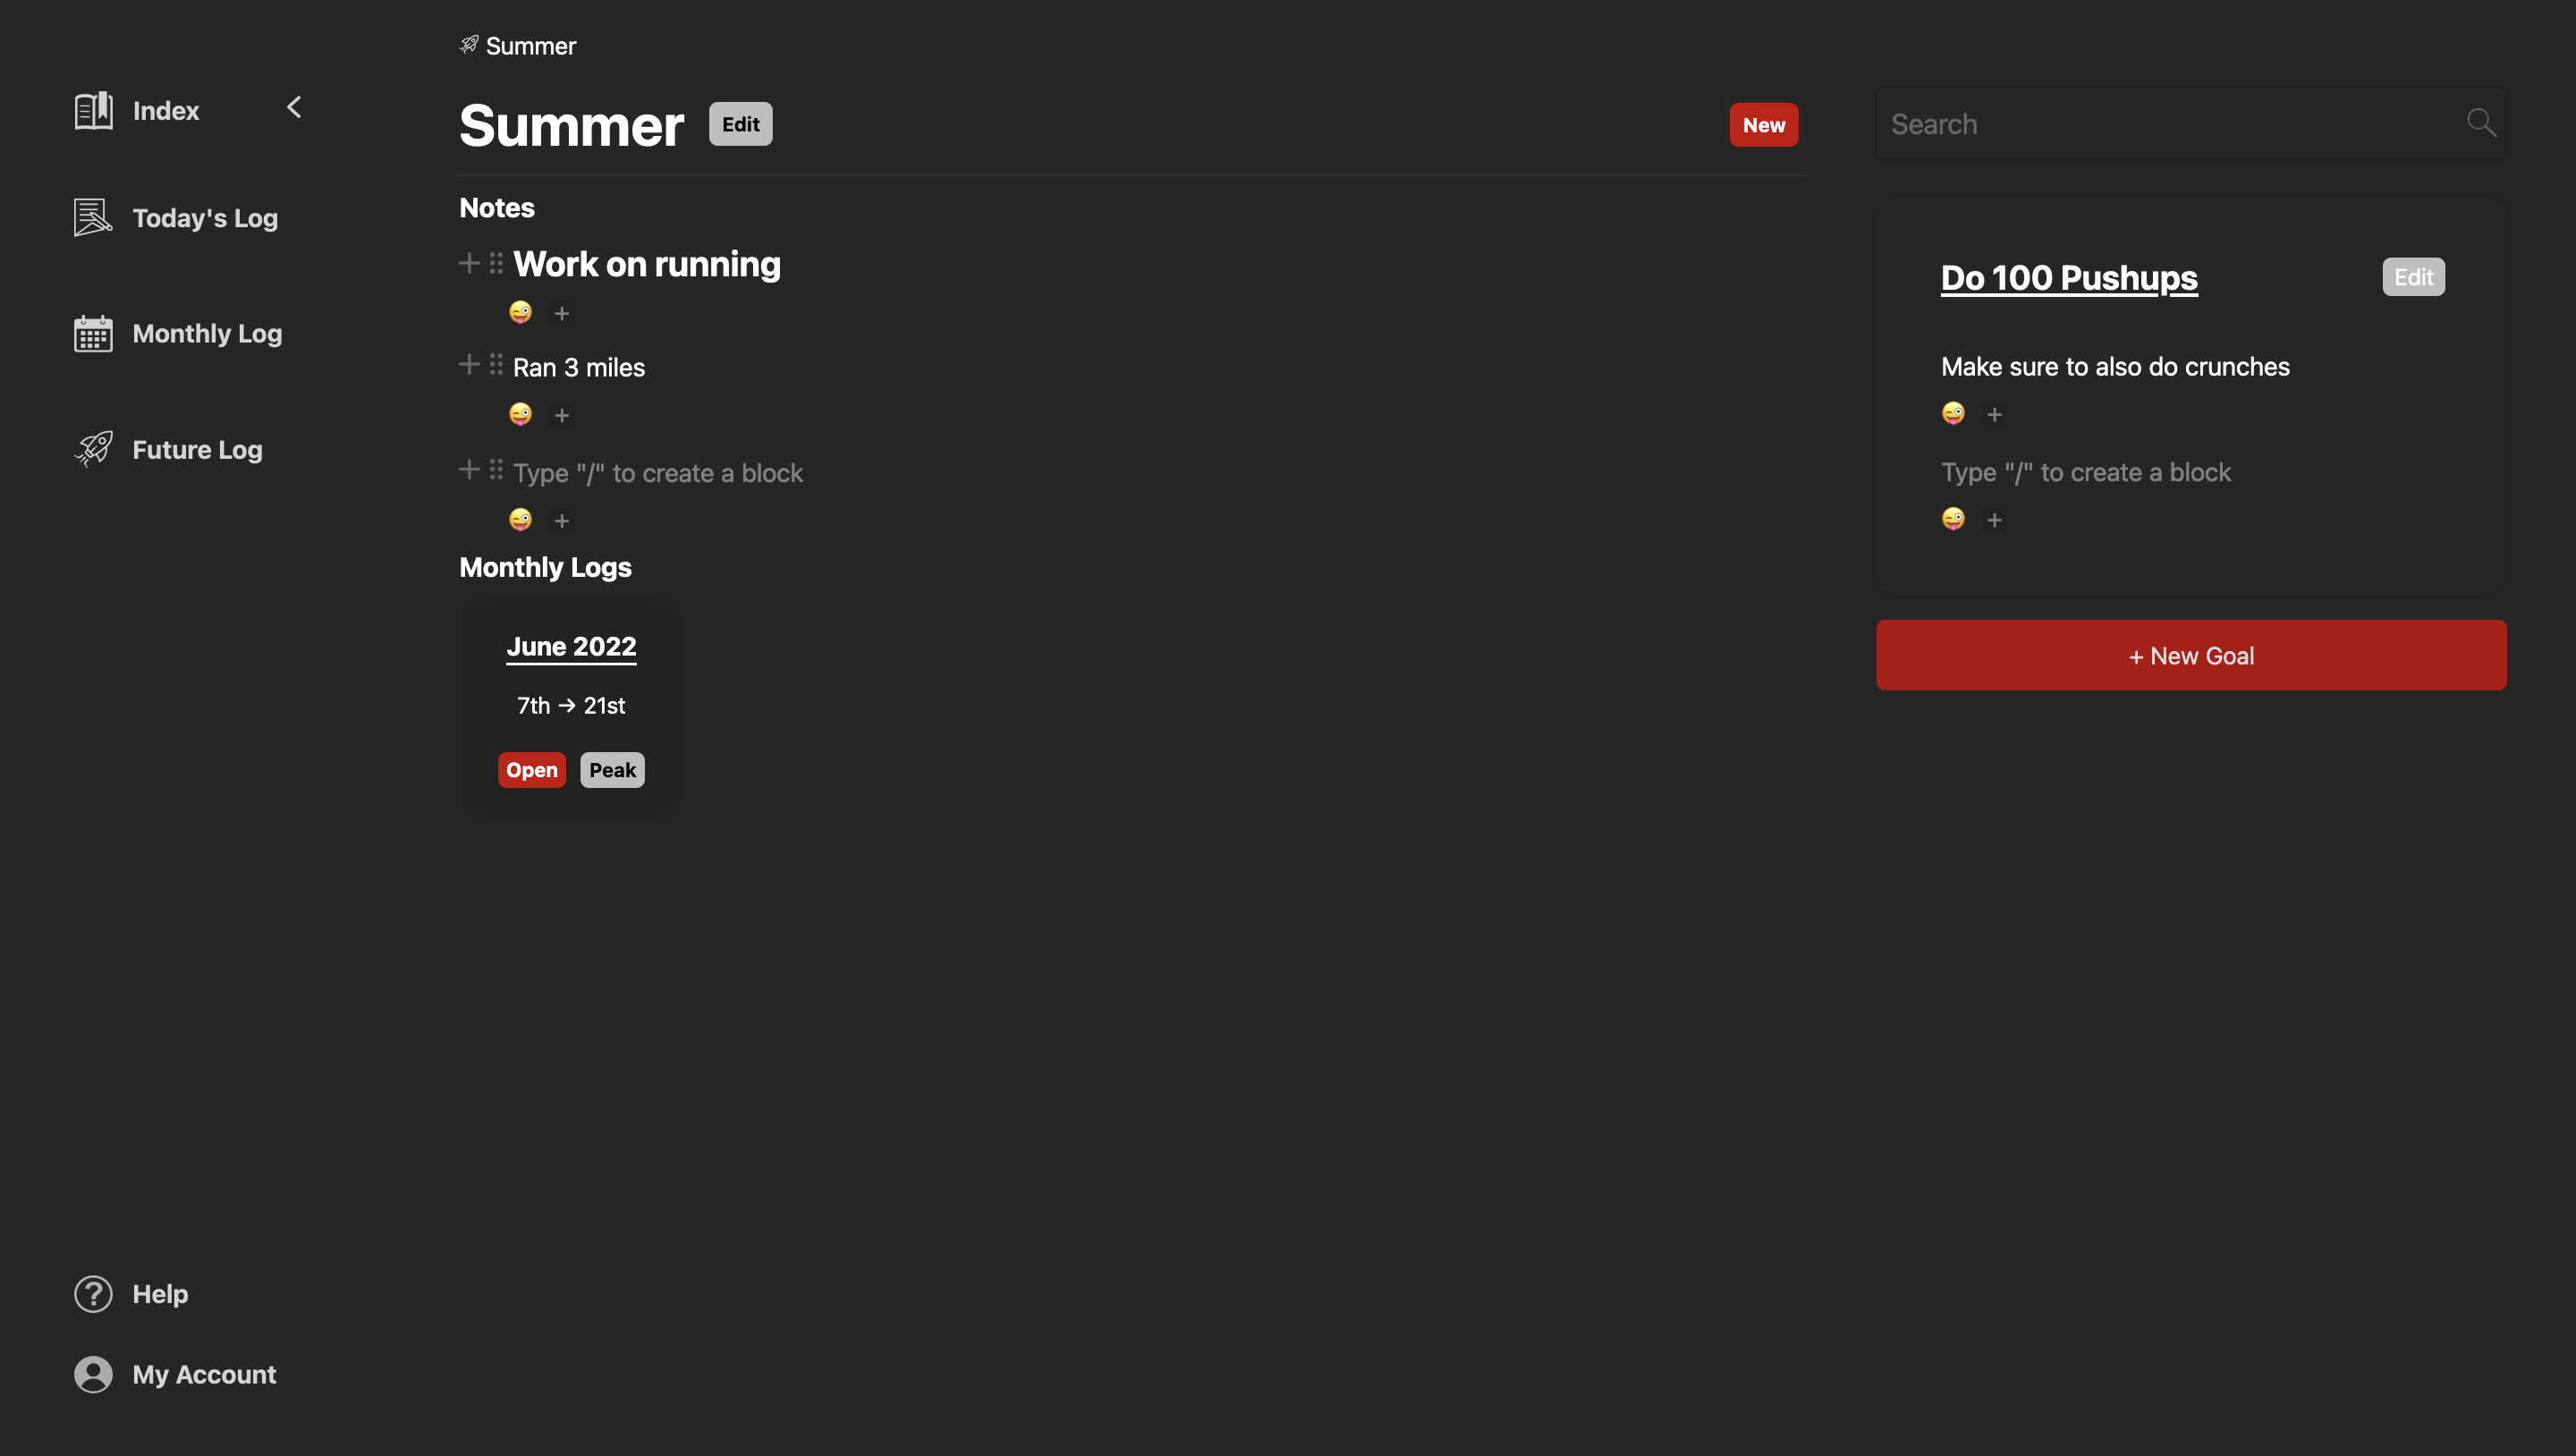 Index
Today's Log
Monthly Log
Future Log
Help
My Account
Summer
Summer
Edit
New
Notes
Work on running
Ran 3 miles
Type "/" to create a block
Monthly Logs
June 2022
7th → 21st
Open
Peak
Search
Do 100 Pushups
Edit
Make sure to also do crunches
Type "/" to create a block
+ New Goal